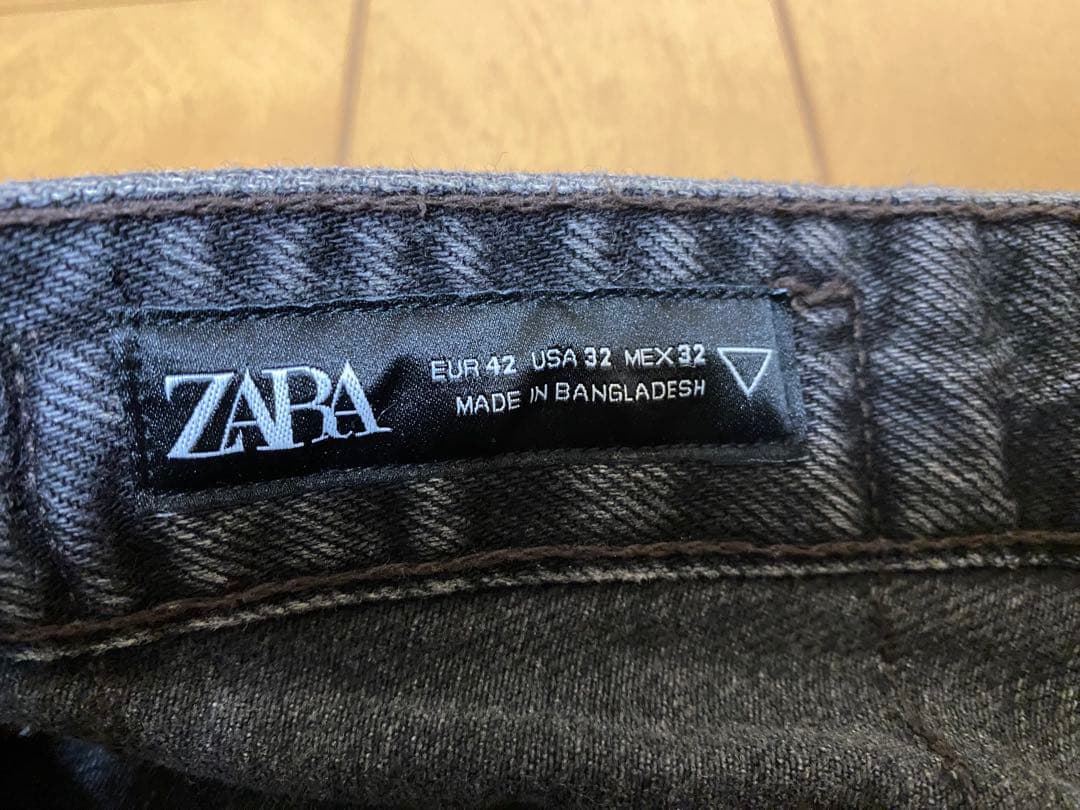 ZARA
EUR 42 USA 32 MEX 32
MADE IN BANGLADESH